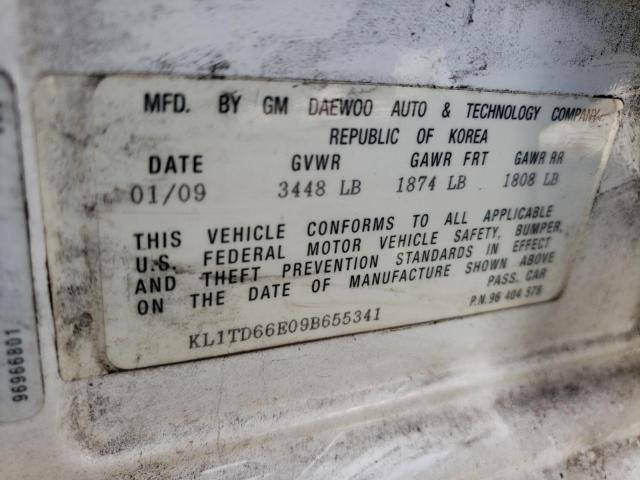 MFD. BY GM DAEWOO AUTO & TECHNOLOGY COMPANY
REPUBLIC OF KOREA
DATE GVWR GAWR FRT GAWR RR
01/09 3448 LB 1874 LB 1808 LB
THIS VEHICLE CONFORMS TO ALL APPLICABLE
U.S. FEDERAL MOTOR VEHICLE SAFETY, BUMPER,
AND THEFT PREVENTION STANDARDS IN EFFECT
ON THE DATE OF MANUFACTURE SHOWN ABOVE
PASS. CAR
P.N.96 404 578
KL1TD66E09B655341
96966801